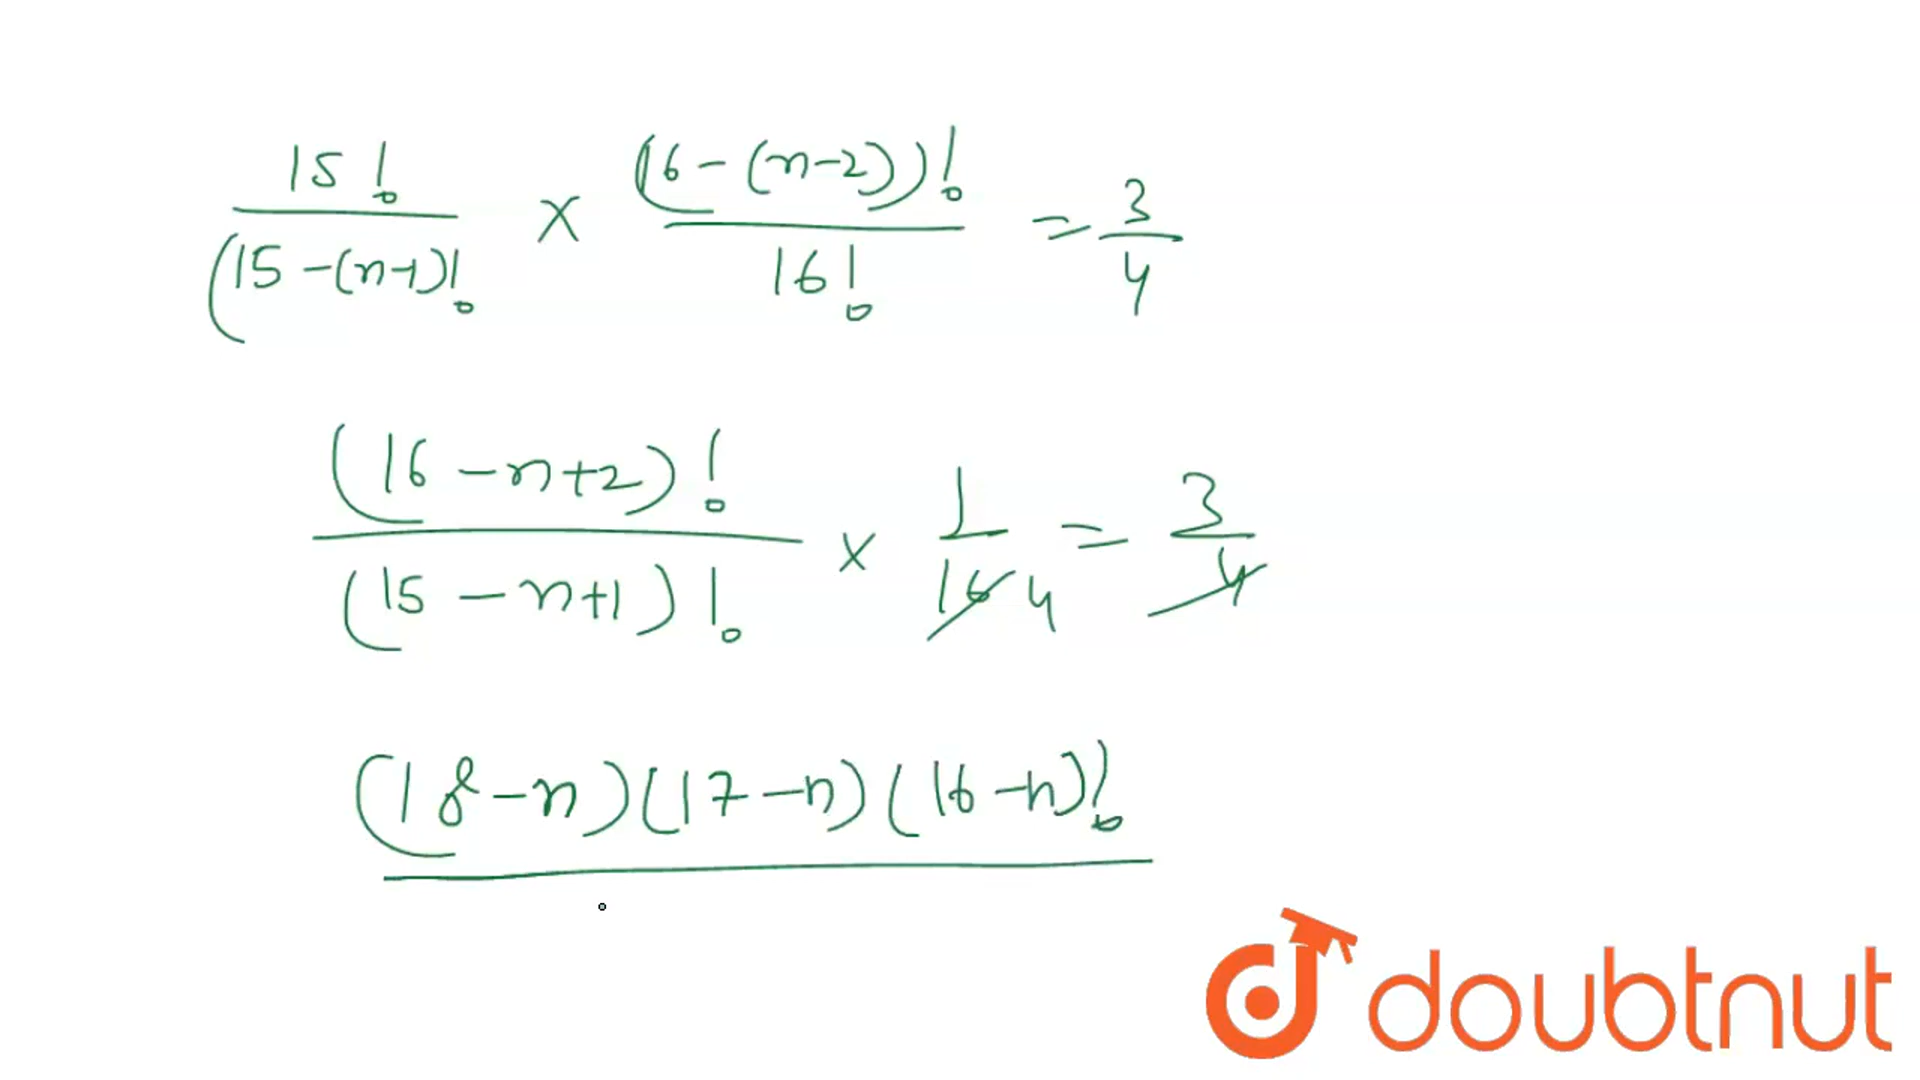 15! / (15-(n-1)! × (16-(n-2))! / 16! = 3/4
(16-n+2)! / (15-n+1)! × 1/16 4 = 3/4
(18-n)(17-n)(16-n)!
doubtnut